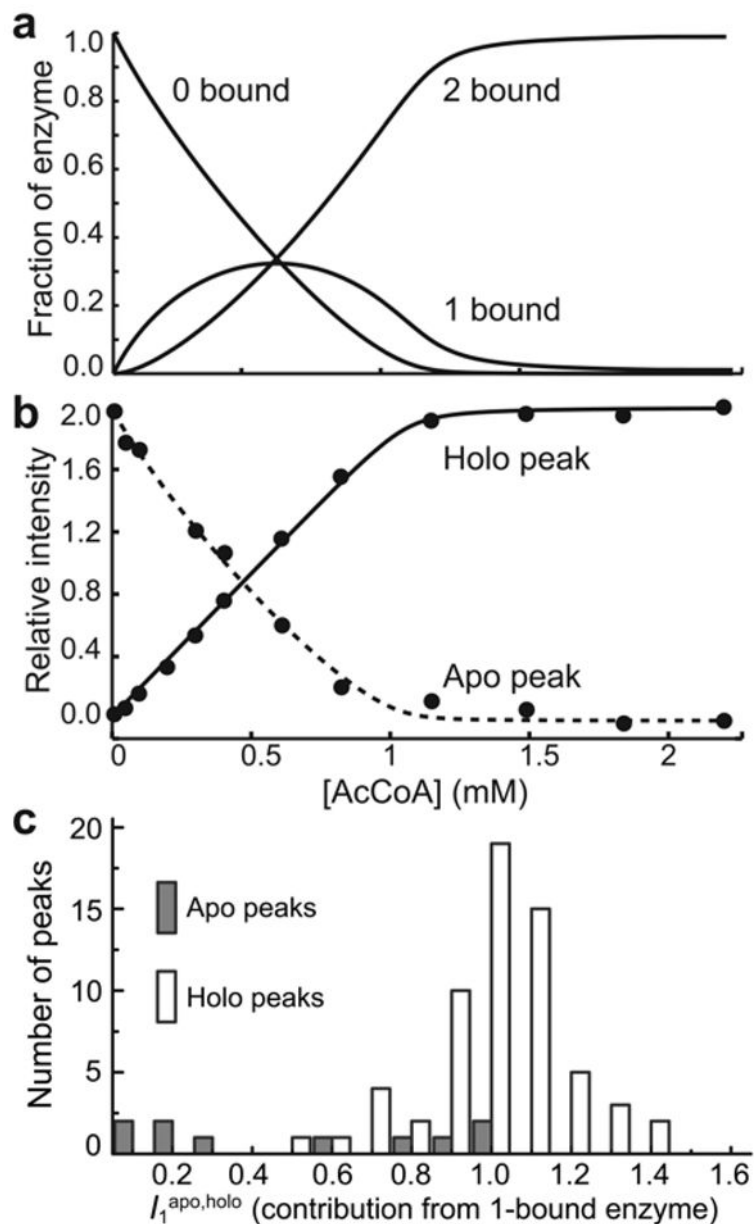 a
1.0
0.8
0.6
0.4
0.2
0.0
Fraction of enzyme
0 bound
2 bound
1 bound
b
2.0
1.6
1.2
0.8
0.4
0.0
Relative intensity
Holo peak
Apo peak
0 0.5 1 1.5 2
[AcCoA] (mM)
c
20
15
10
5
0
Number of peaks
Apo peaks
Holo peaks
0.2 0.4 0.6 0.8 1.0 1.2 1.4 1.6
I₁ᵃᵖᵒ,ʰᵒˡᵒ (contribution from 1-bound enzyme)